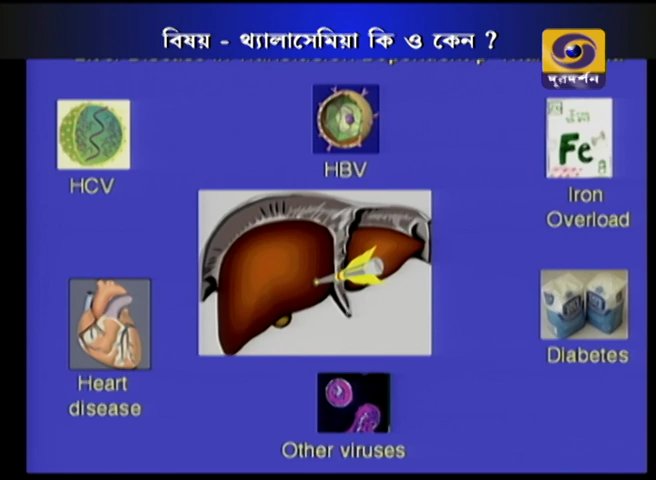 বিষয় - থ্যালাসেমিয়া কি ও কেন ?
দূরদর্শন
HCV
HBV
Fe
Iron
Overload
Heart
disease
Diabetes
Other viruses